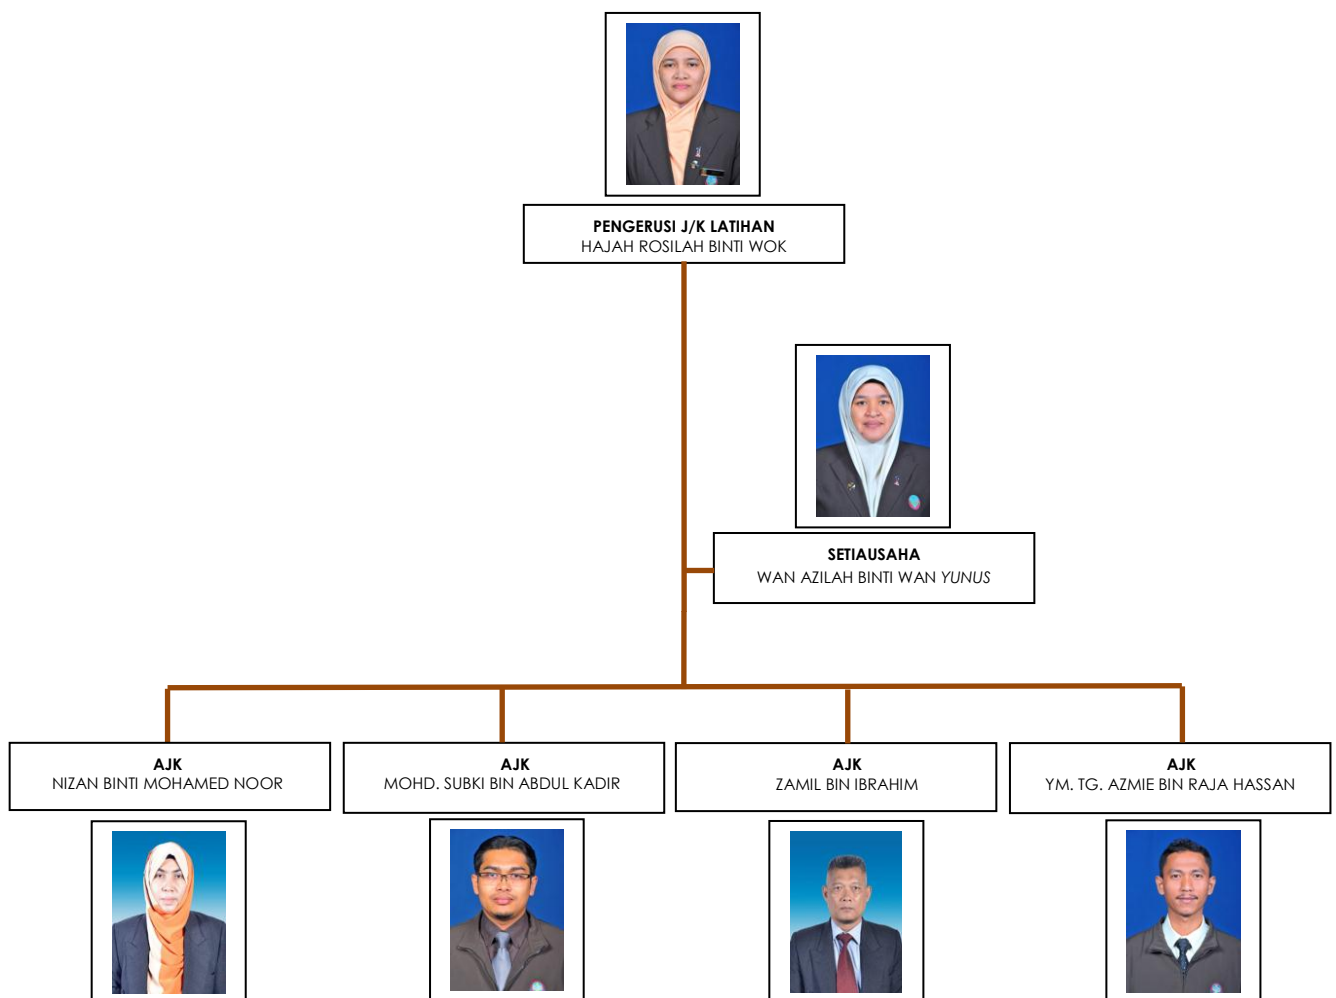 PENGERUSI J/K LATIHAN
HAJAH ROSILAH BINTI WOK
SETIAUSAHA
WAN AZILAH BINTI WAN YUNUS
AJK
NIZAN BINTI MOHAMED NOOR
AJK
MOHD. SUBKI BIN ABDUL KADIR
AJK
ZAMIL BIN IBRAHIM
AJK
YM. TG. AZMIE BIN RAJA HASSAN